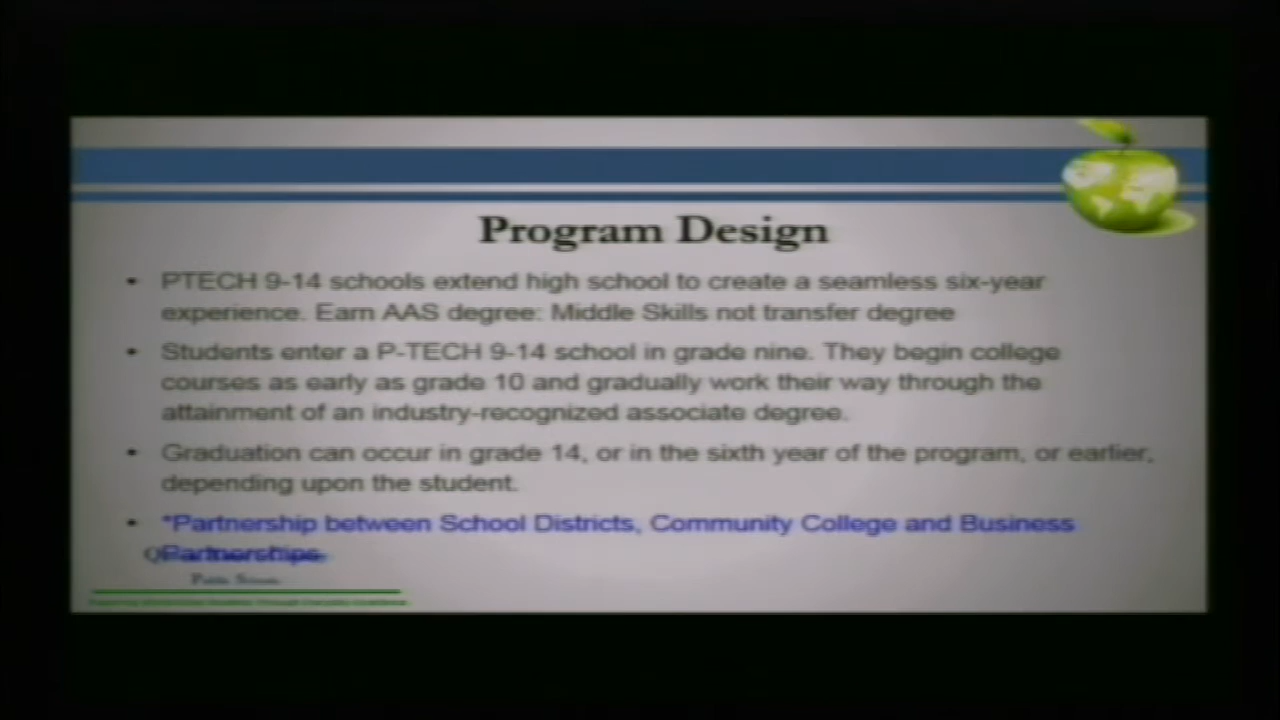 Program Design
• PTECH 9-14 schools extend high school to create a seamless six-year
experience. Earn AAS degree: Middle Skills not transfer degree
• Students enter a P-TECH 9-14 school in grade nine. They begin college
courses as early as grade 10 and gradually work their way through the
attainment of an industry-recognized associate degree.
• Graduation can occur in grade 14, or in the sixth year of the program, or earlier,
depending upon the student.
• *Partnership between School Districts, Community College and Business
Partnerships